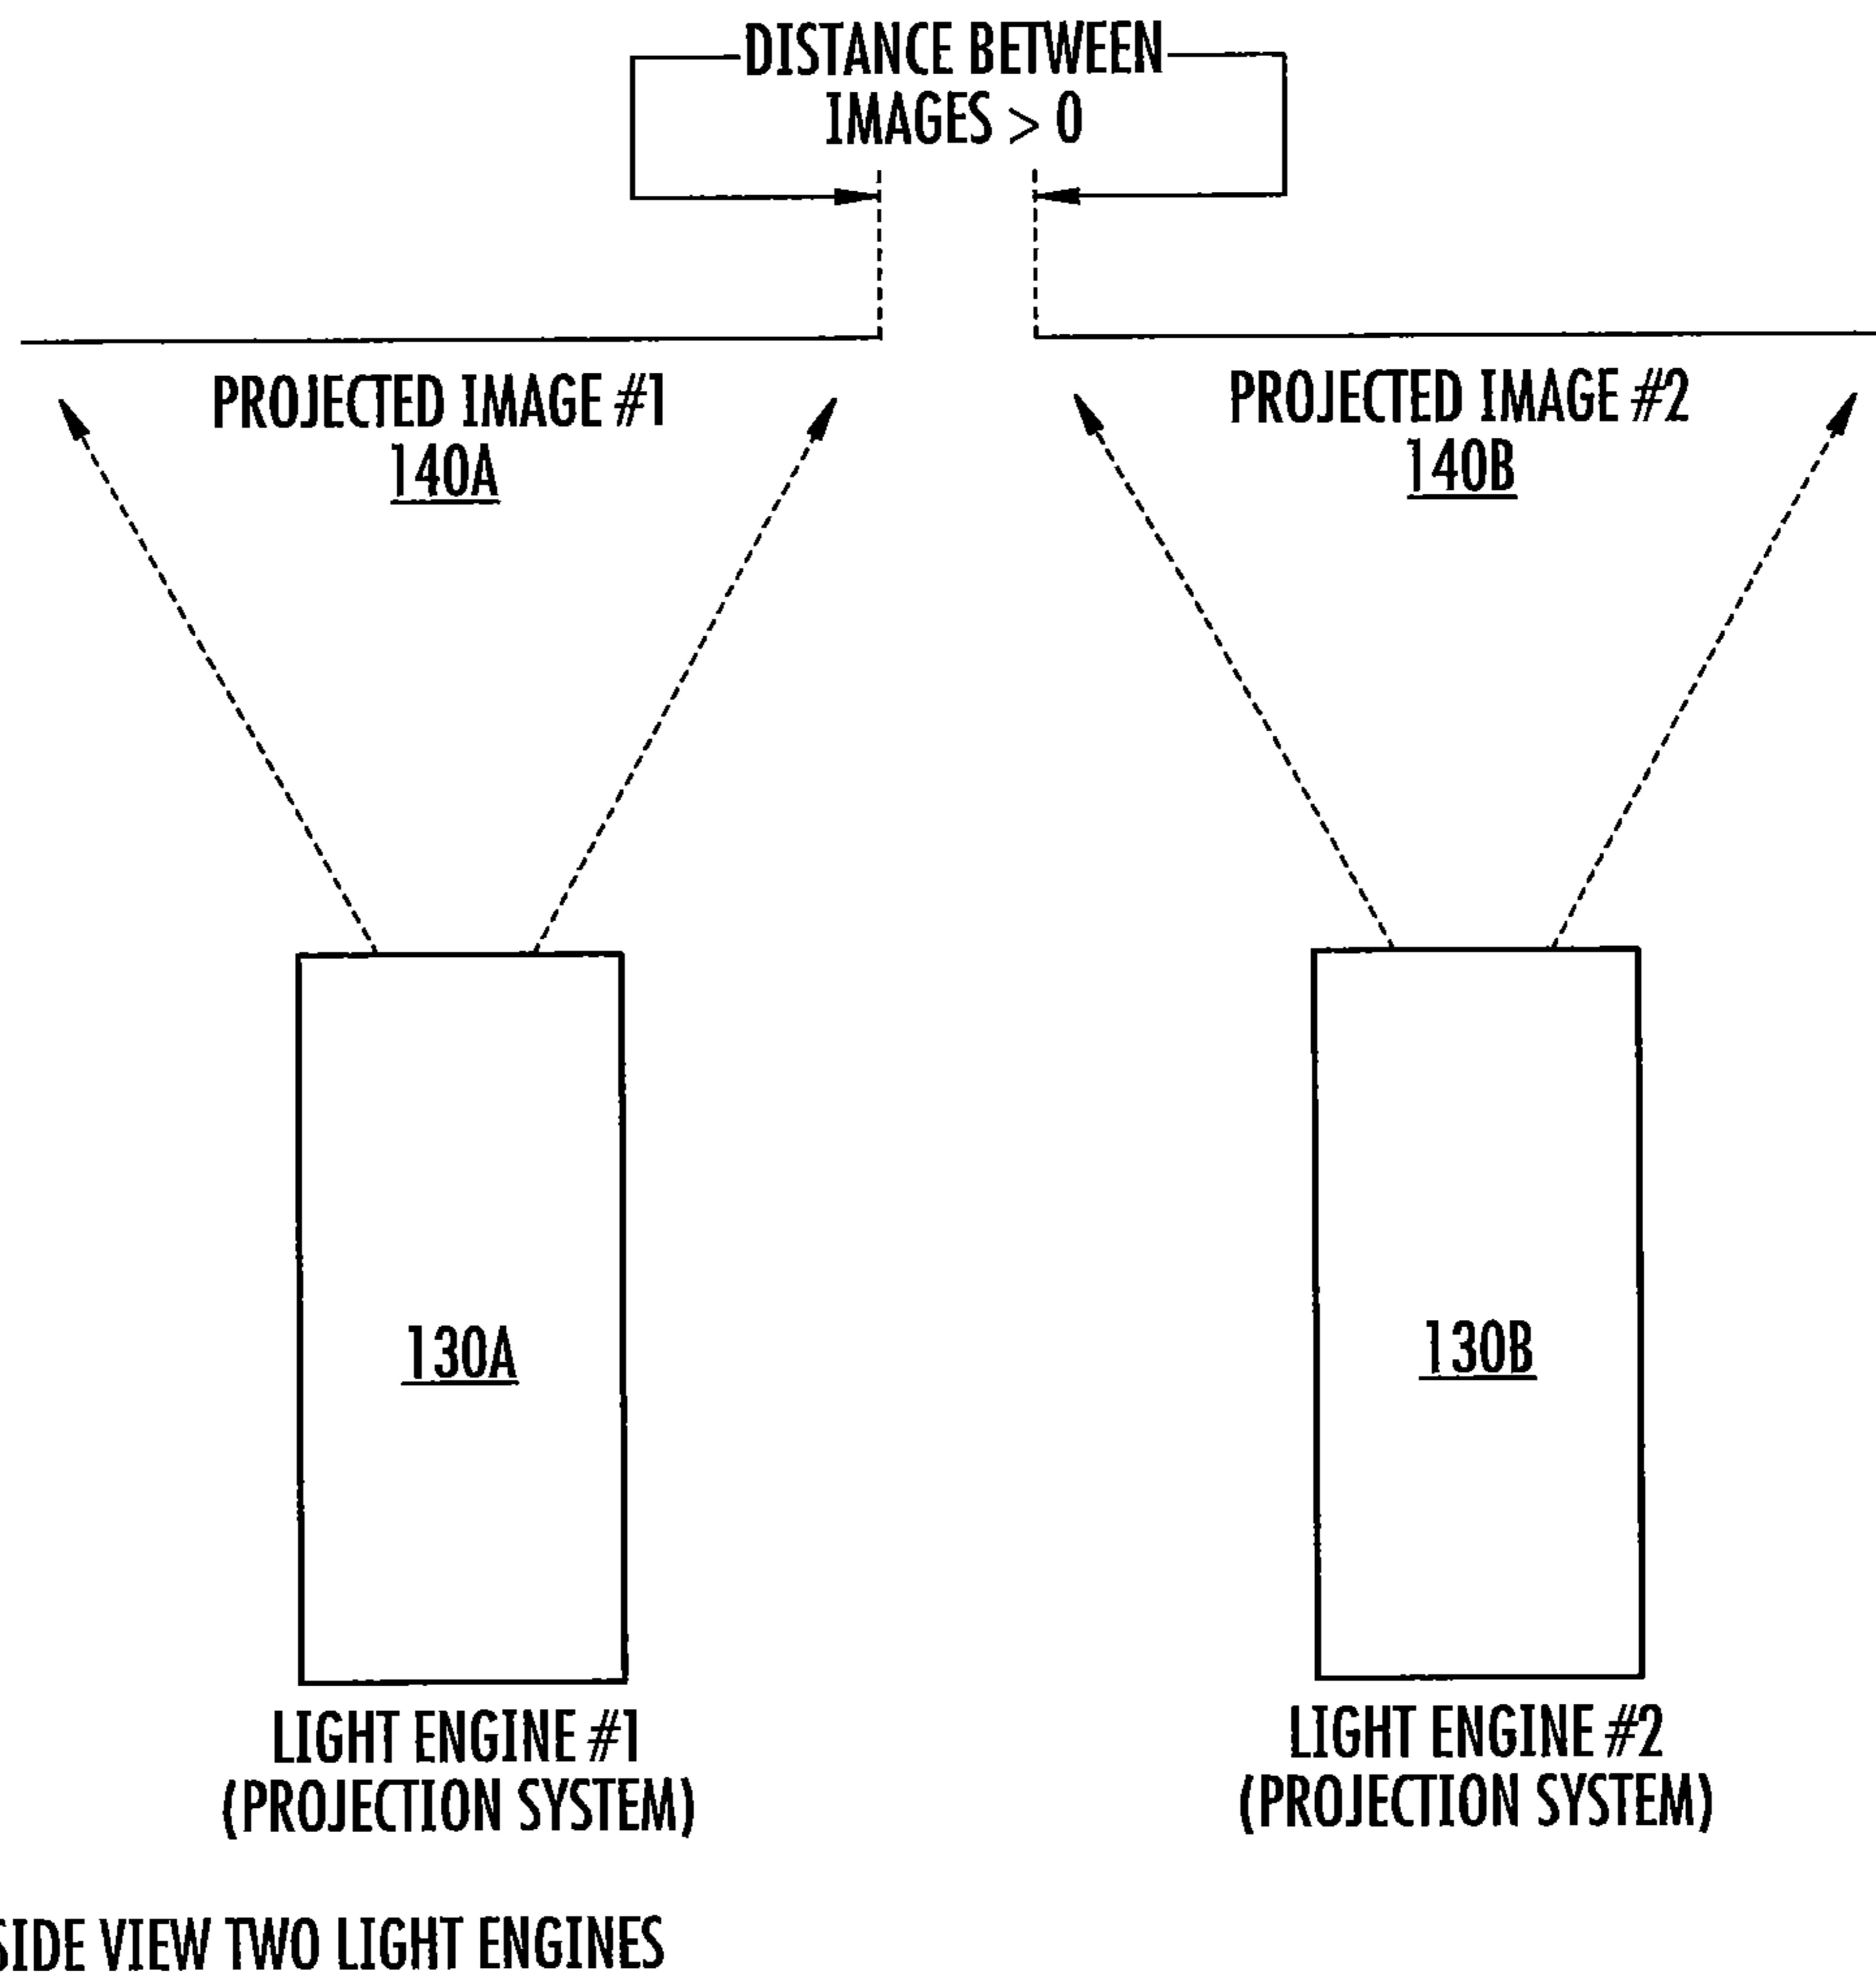 DISTANCE BETWEEN
IMAGES > 0
PROJECTED IMAGE #1
140A
PROJECTED IMAGE #2
140B
130A
130B
LIGHT ENGINE #1
(PROJECTION SYSTEM)
LIGHT ENGINE #2
(PROJECTION SYSTEM)
SIDE VIEW TWO LIGHT ENGINES